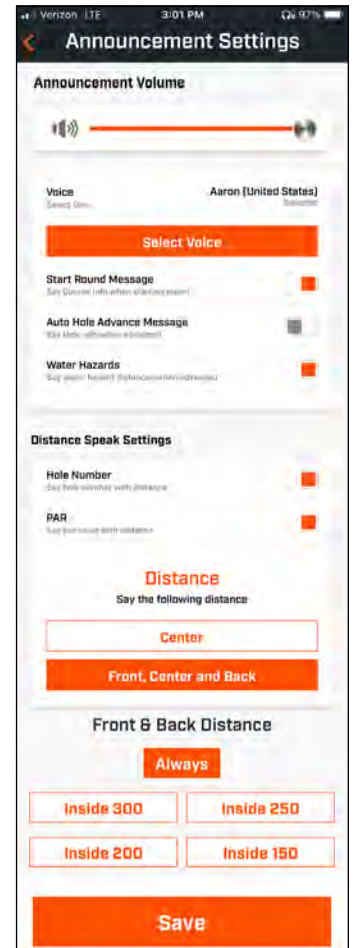 Verizon LTE 3:01 PM 97%
Announcement Settings
Announcement Volume
Voice Aaron (United States)
Select Voice
Start Round Message
Auto Hole Advance Message
Water Hazards
Distance Speak Settings
Hole Number
Say hole number with distance
PAR
Distance
Say the following distance
Center
Front, Center and Back
Front & Back Distance
Always
Inside 300 Inside 250
Inside 200 Inside 150
Save